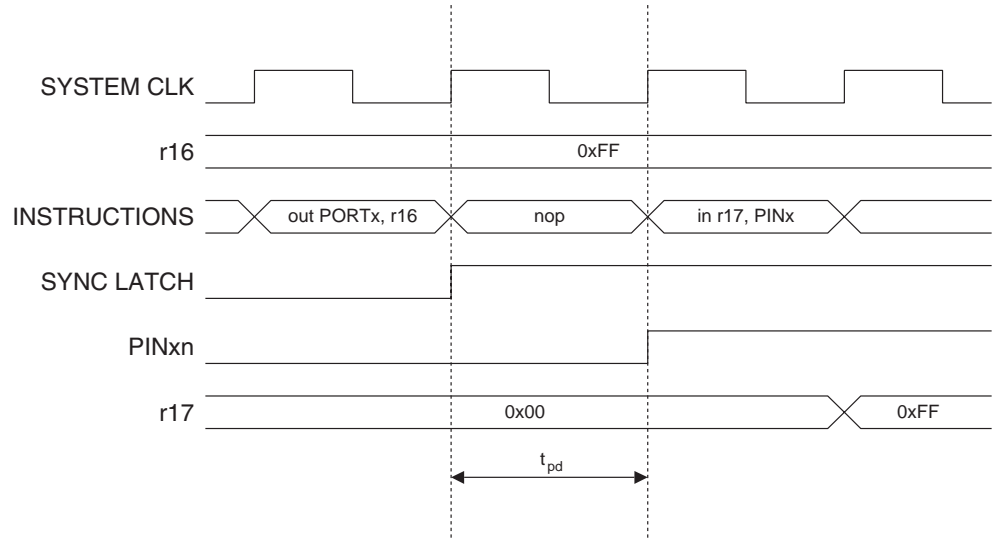 SYSTEM CLK
r16
0xFF
INSTRUCTIONS
out PORTx, r16
nop
in r17, PINx
SYNC LATCH
PINxn
r17
0x00
0xFF
tpd